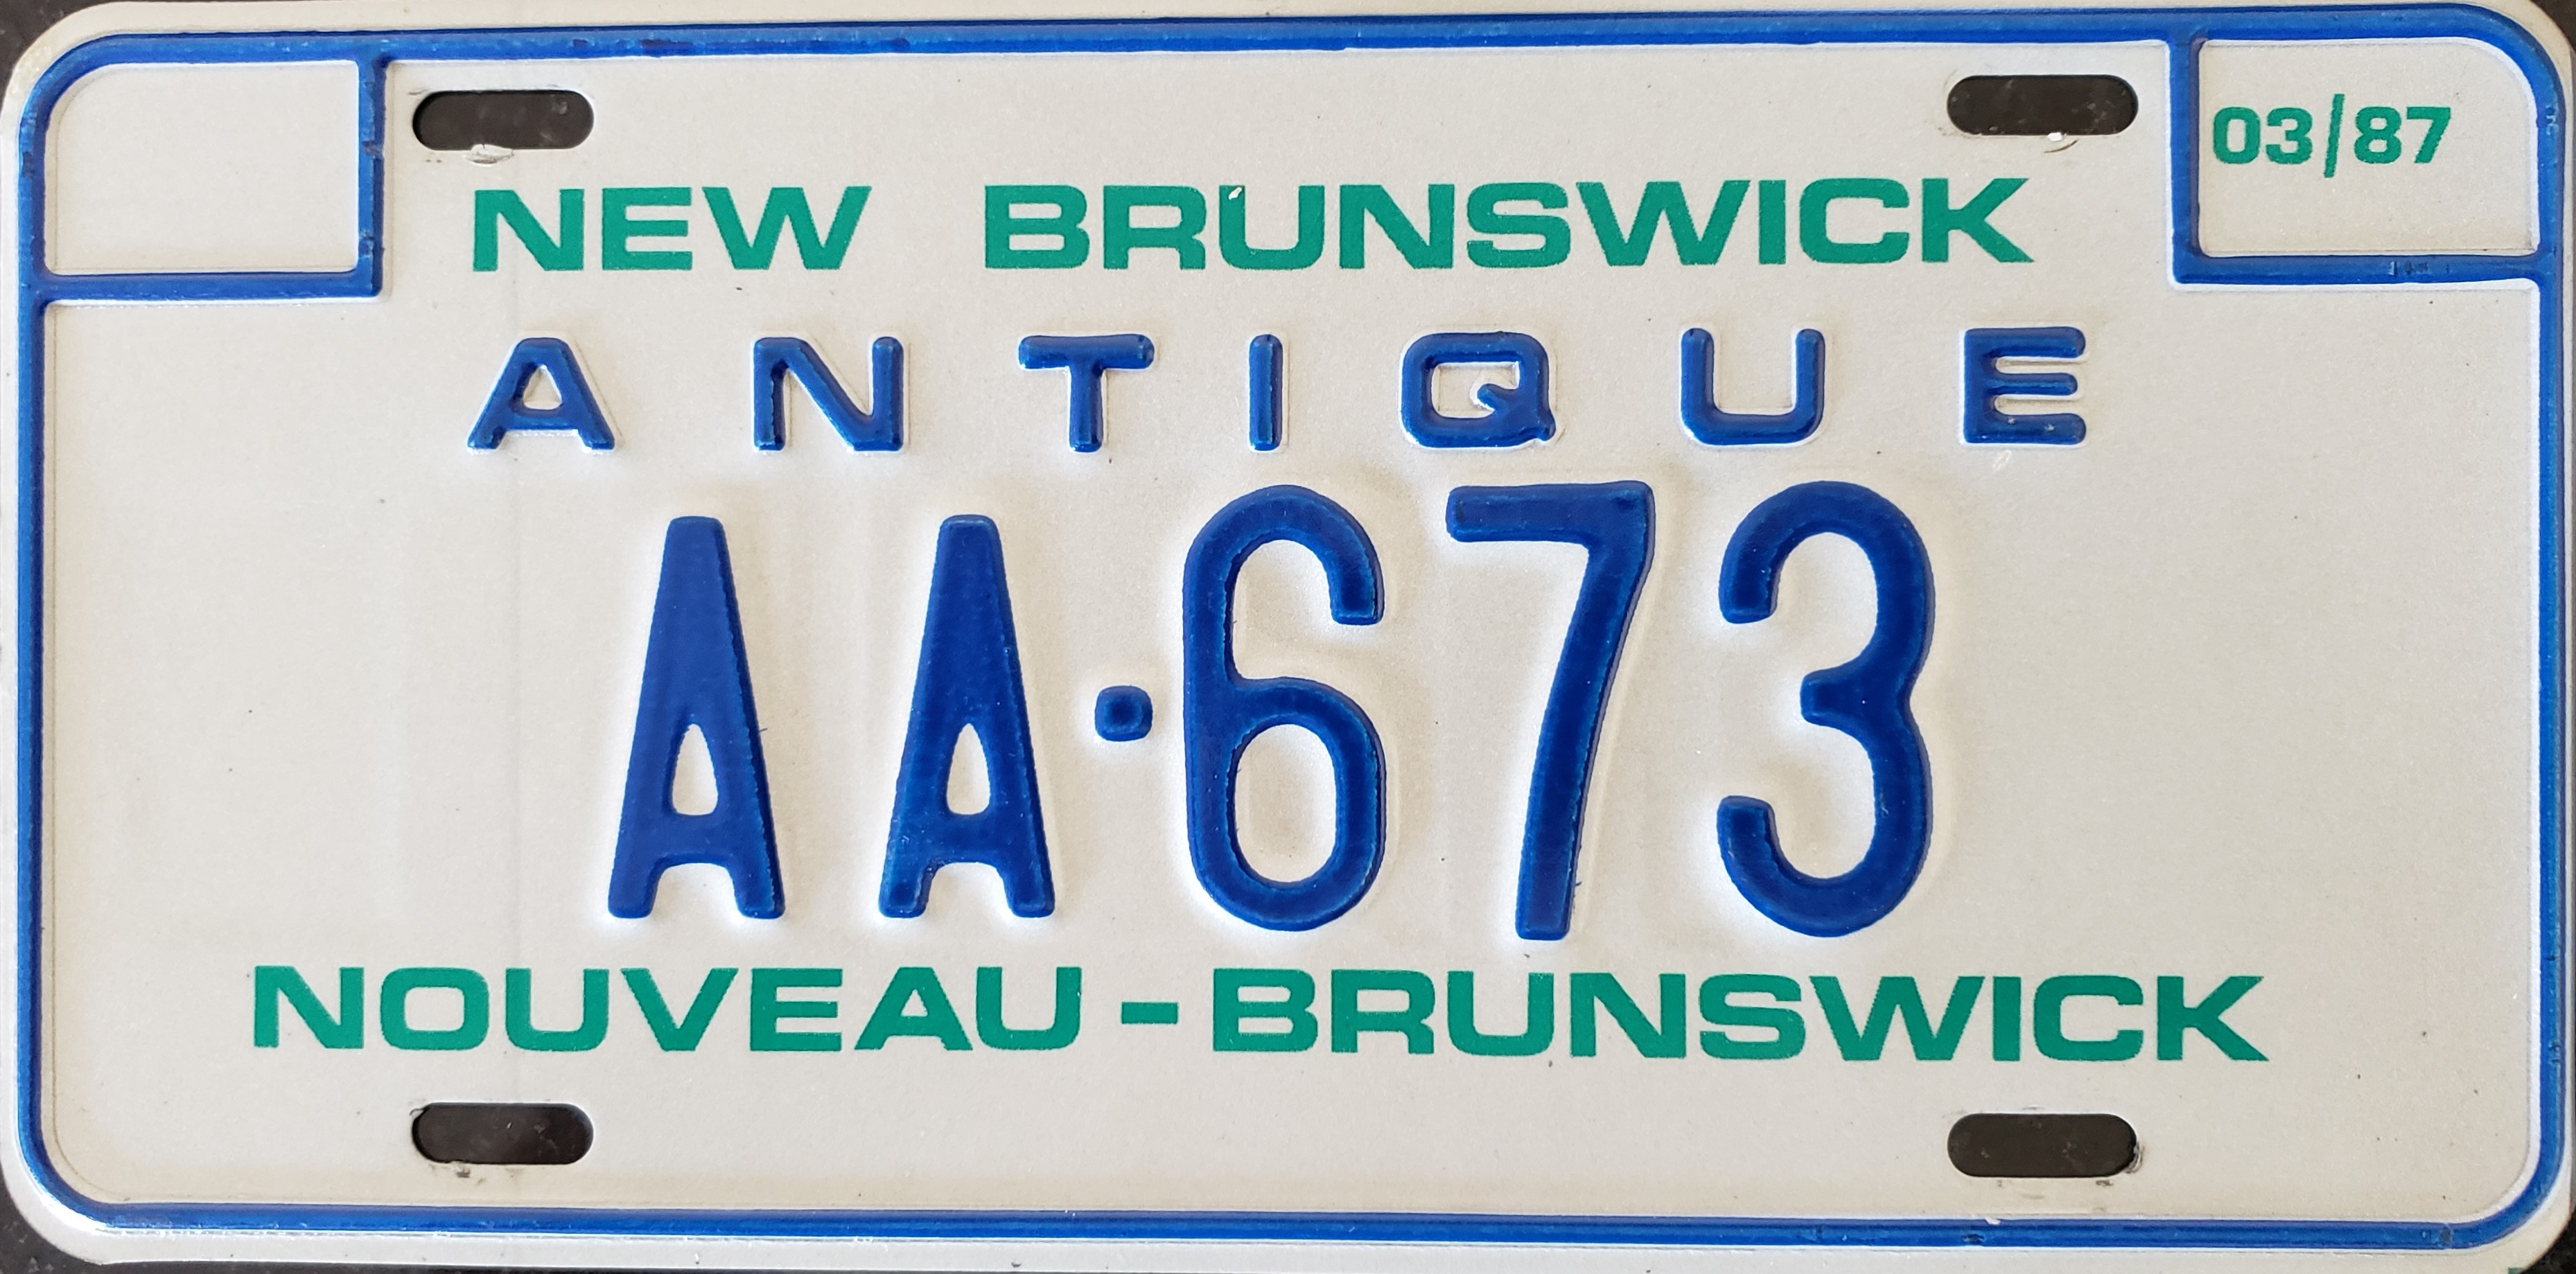 03/87
NEW BRUNSWICK
ANTIQUE
AA·673
NOUVEAU-BRUNSWICK